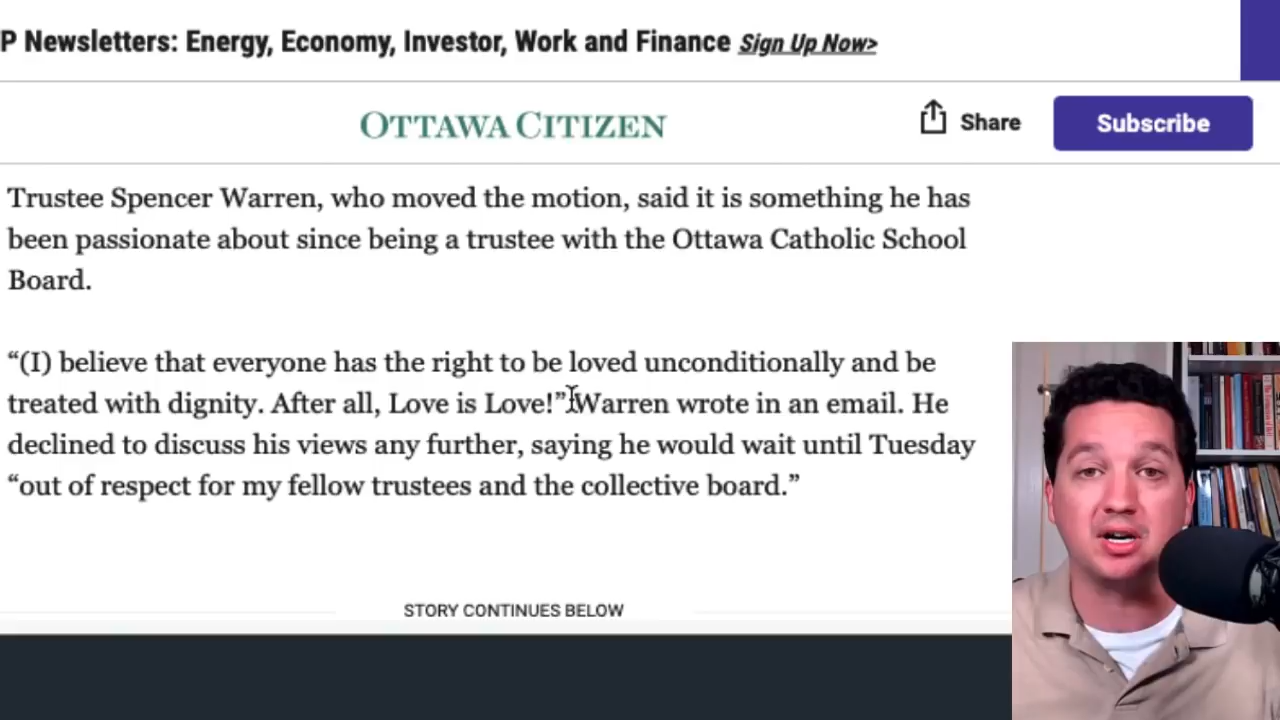 P Newsletters: Energy, Economy, Investor, Work and Finance Sign Up Now>
OTTAWA CITIZEN
Share
Subscribe
Trustee Spencer Warren, who moved the motion, said it is something he has
been passionate about since being a trustee with the Ottawa Catholic School
Board.
“(I) believe that everyone has the right to be loved unconditionally and be
treated with dignity. After all, Love is Love!” Warren wrote in an email. He
declined to discuss his views any further, saying he would wait until Tuesday
“out of respect for my fellow trustees and the collective board.”
STORY CONTINUES BELOW